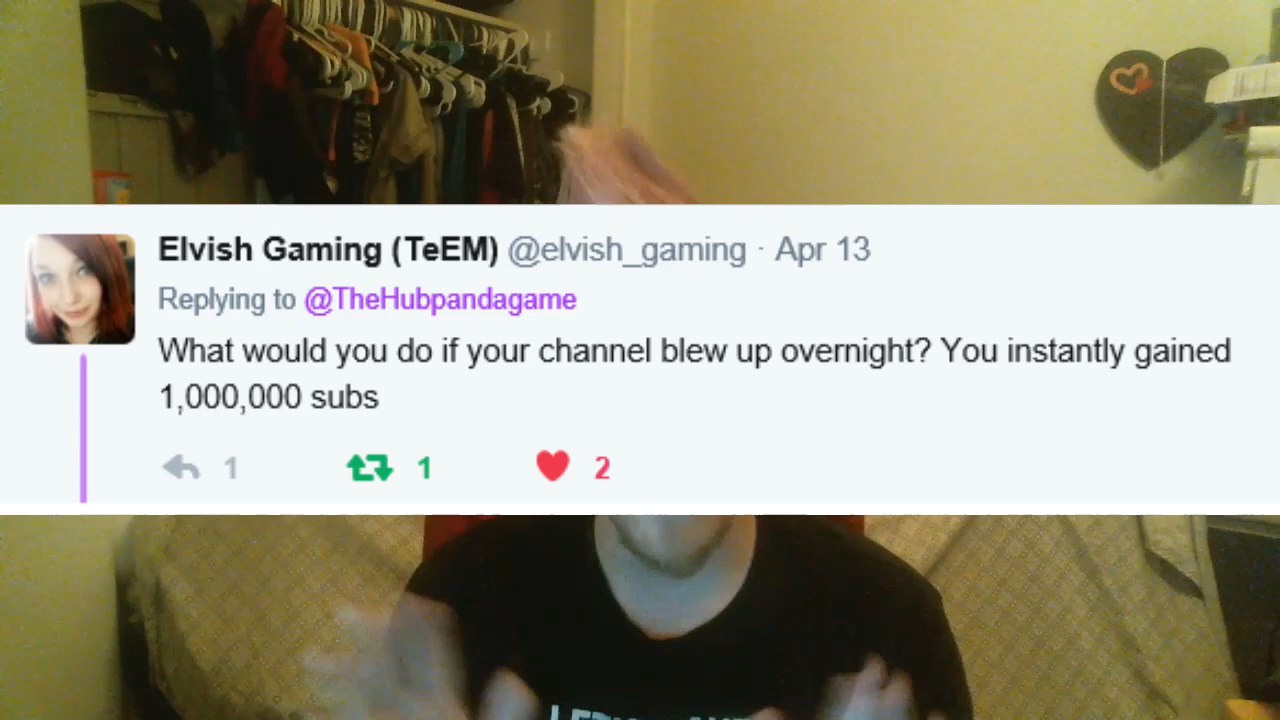 Elvish Gaming (TeEM) @elvish_gaming · Apr 13
Replying to @TheHubpandagame
What would you do if your channel blew up overnight? You instantly gained
1,000,000 subs
1 1 2